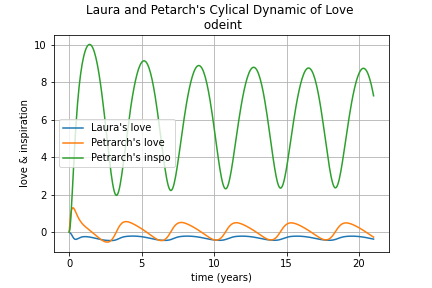 Laura and Petarch's Cylical Dynamic of Love
odeint
love & inspiration
10
8
6
4
2
0
Laura's love
Petrarch's love
Petrarch's inspo
0
5
10
15
20
time (years)